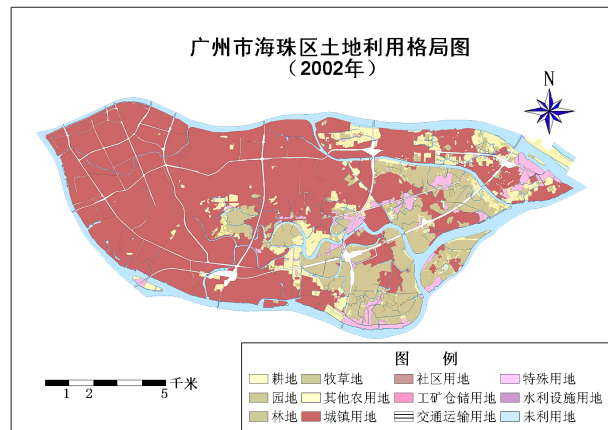 广州市海珠区土地利用格局图
（2002年）
N
图 例
耕地 牧草地 社区用地 特殊用地
园地 其他农用地 工矿仓储用地 水利设施用地
林地 城镇用地 交通运输用地 未利用地
1 2 5 千米